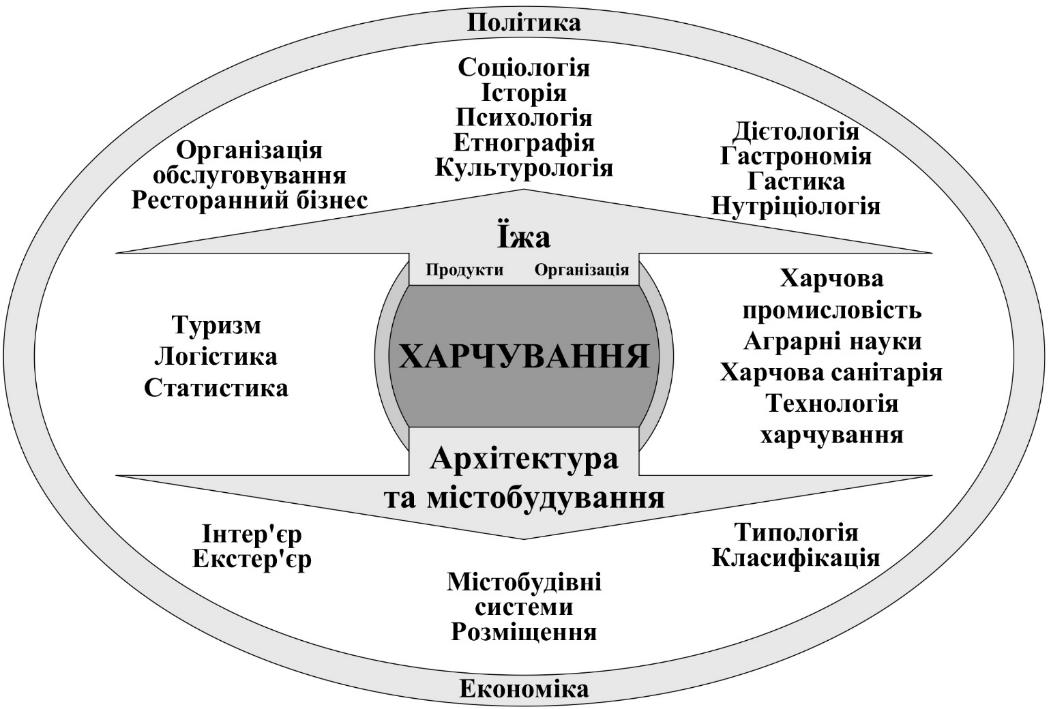 Політика
Соціологія
Історія
Психологія
Етнографія
Культурологія
Організація
обслуговування
Ресторанний бізнес
Дієтологія
Гастрономія
Гастика
Нутріціологія
Їжа
Продукти Організація
Туризм
Логістика
Статистика
ХАРЧУВАННЯ
Харчова
промисловість
Аграрні науки
Харчова санітарія
Технологія
харчування
Архітектура
та містобудування
Інтер'єр
Екстер'єр
Містобудівні
системи
Розміщення
Типологія
Класифікація
Економіка